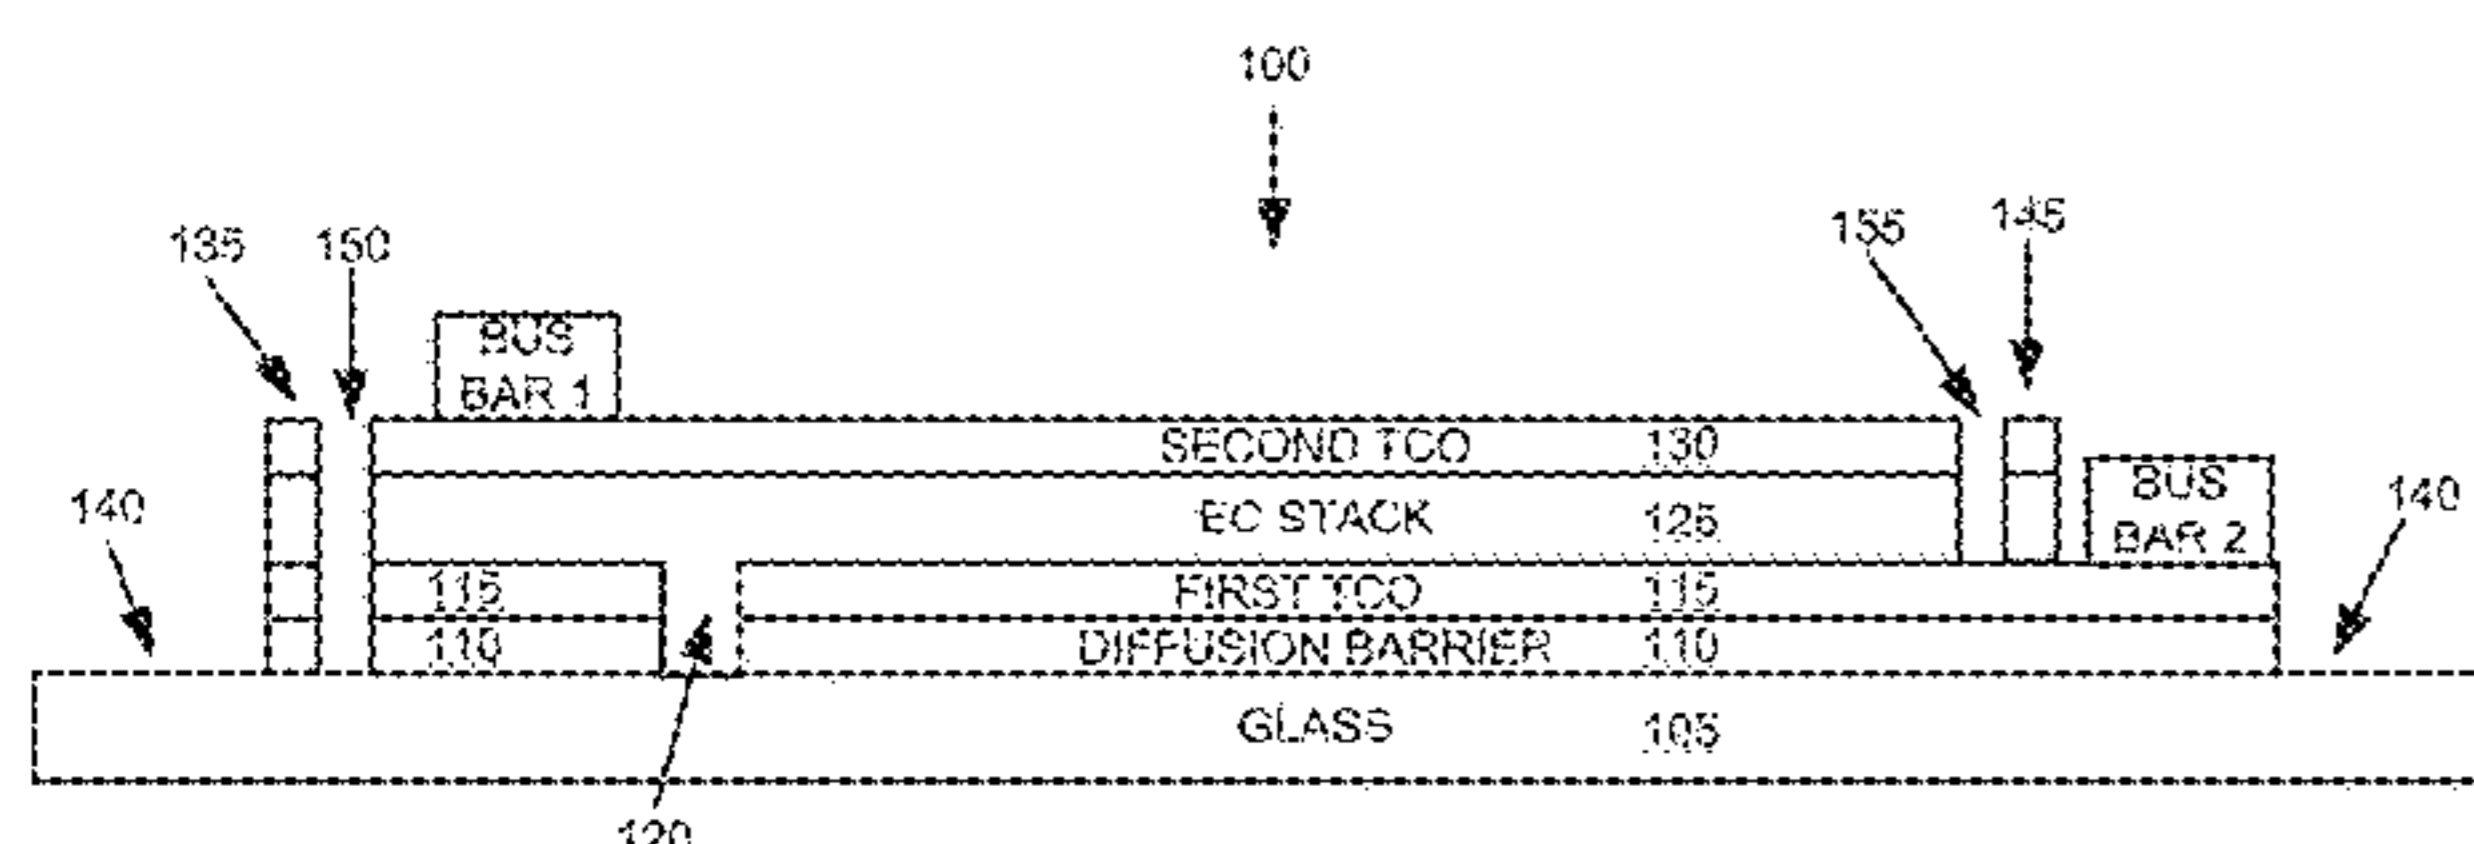 100
135 150
155 145
BUS
BAR 1
SECOND TCO 130
140
EC STACK 125
BUS
BAR 2
140
115 FIRST TCO 115
110 DIFFUSION BARRIER 110
GLASS 105
120